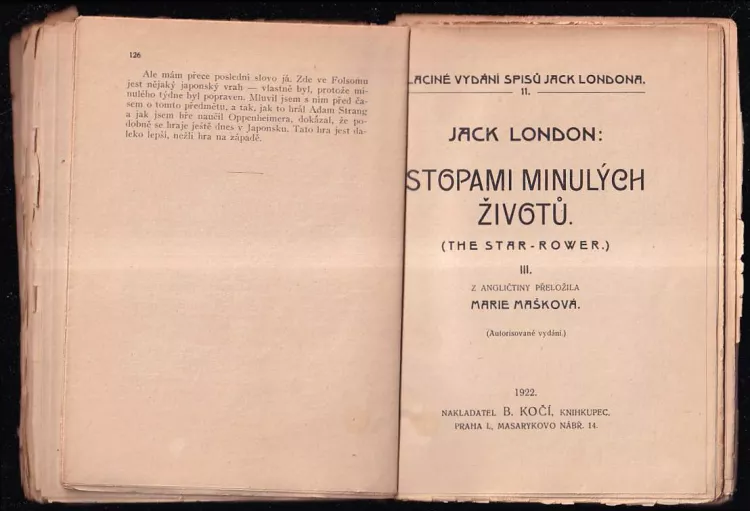 126
Ale mám přece poslední slovo já: Zde ve Folsomu
jest nějaký japonský vrah — vlastně byl, protože mi-
nulého týdne byl popraven. Mluvil jsem s ním před ča-
sem o tomto předmětu, a tak, jak to hrál Adam Strang
a jak jsem hře naučil Oppenheimera, dokázal, že po-
dobně se hraje ještě dnes v Japonsku. Tato hra jest da-
leko lepší, nežli hra na západě.
LACINÉ VYDÁNÍ SPISŮ JACK LONDONA.
11.
JACK LONDON:
STOPAMI MINULÝCH
ŽIVOTŮ.
(THE STAR-ROWER.)
III.
Z ANGLIČTINY PŘELOŽILA
MARIE MAŠKOVÁ.
(Autorisované vydání.)
1922.
NAKLADATEL B. KOČÍ, KNIHKUPEC,
PRAHA I., MASARYKOVO NÁBŘ. 14.